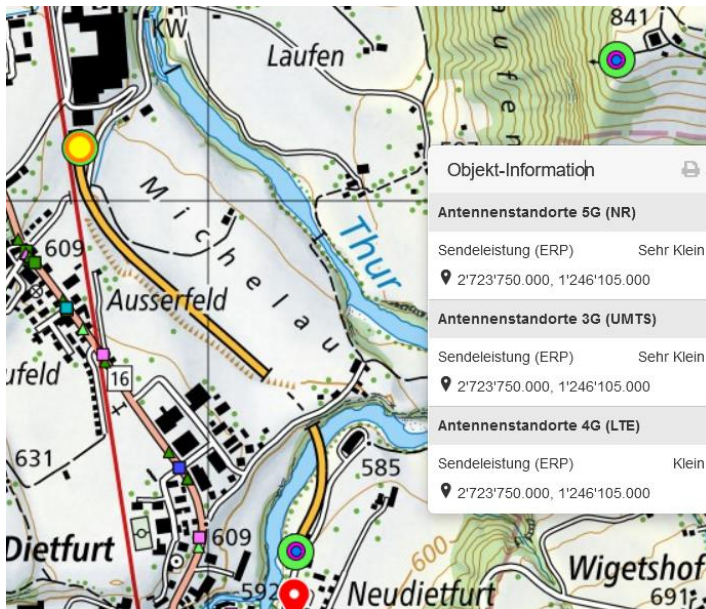 KW
Laufen
841
Laufen
Michelau
Thur
609
Ausserfeld
ufeld
16
631
585
609
Dietfurt
592
Neudietfurt
600
Wigetshof
691
Objekt-Information
Antennenstandorte 5G (NR)
Sendeleistung (ERP) Sehr Klein
2'723'750.000, 1'246'105.000
Antennenstandorte 3G (UMTS)
Sendeleistung (ERP) Sehr Klein
2'723'750.000, 1'246'105.000
Antennenstandorte 4G (LTE)
Sendeleistung (ERP) Klein
2'723'750.000, 1'246'105.000